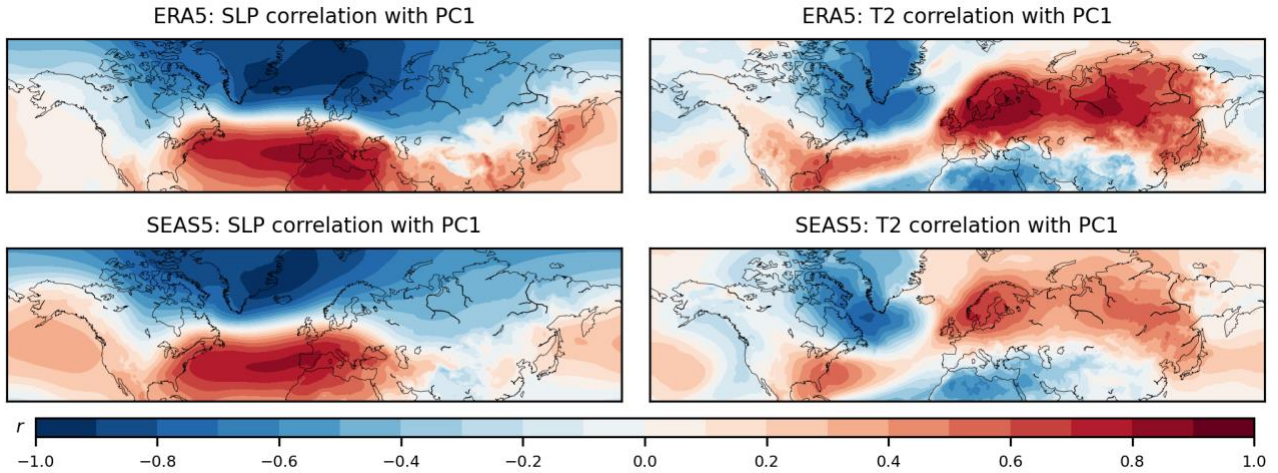 ERA5: SLP correlation with PC1 ERA5: T2 correlation with PC1
SEAS5: SLP correlation with PC1 SEAS5: T2 correlation with PC1
r
−1.0 −0.8 −0.6 −0.4 −0.2 0.0 0.2 0.4 0.6 0.8 1.0